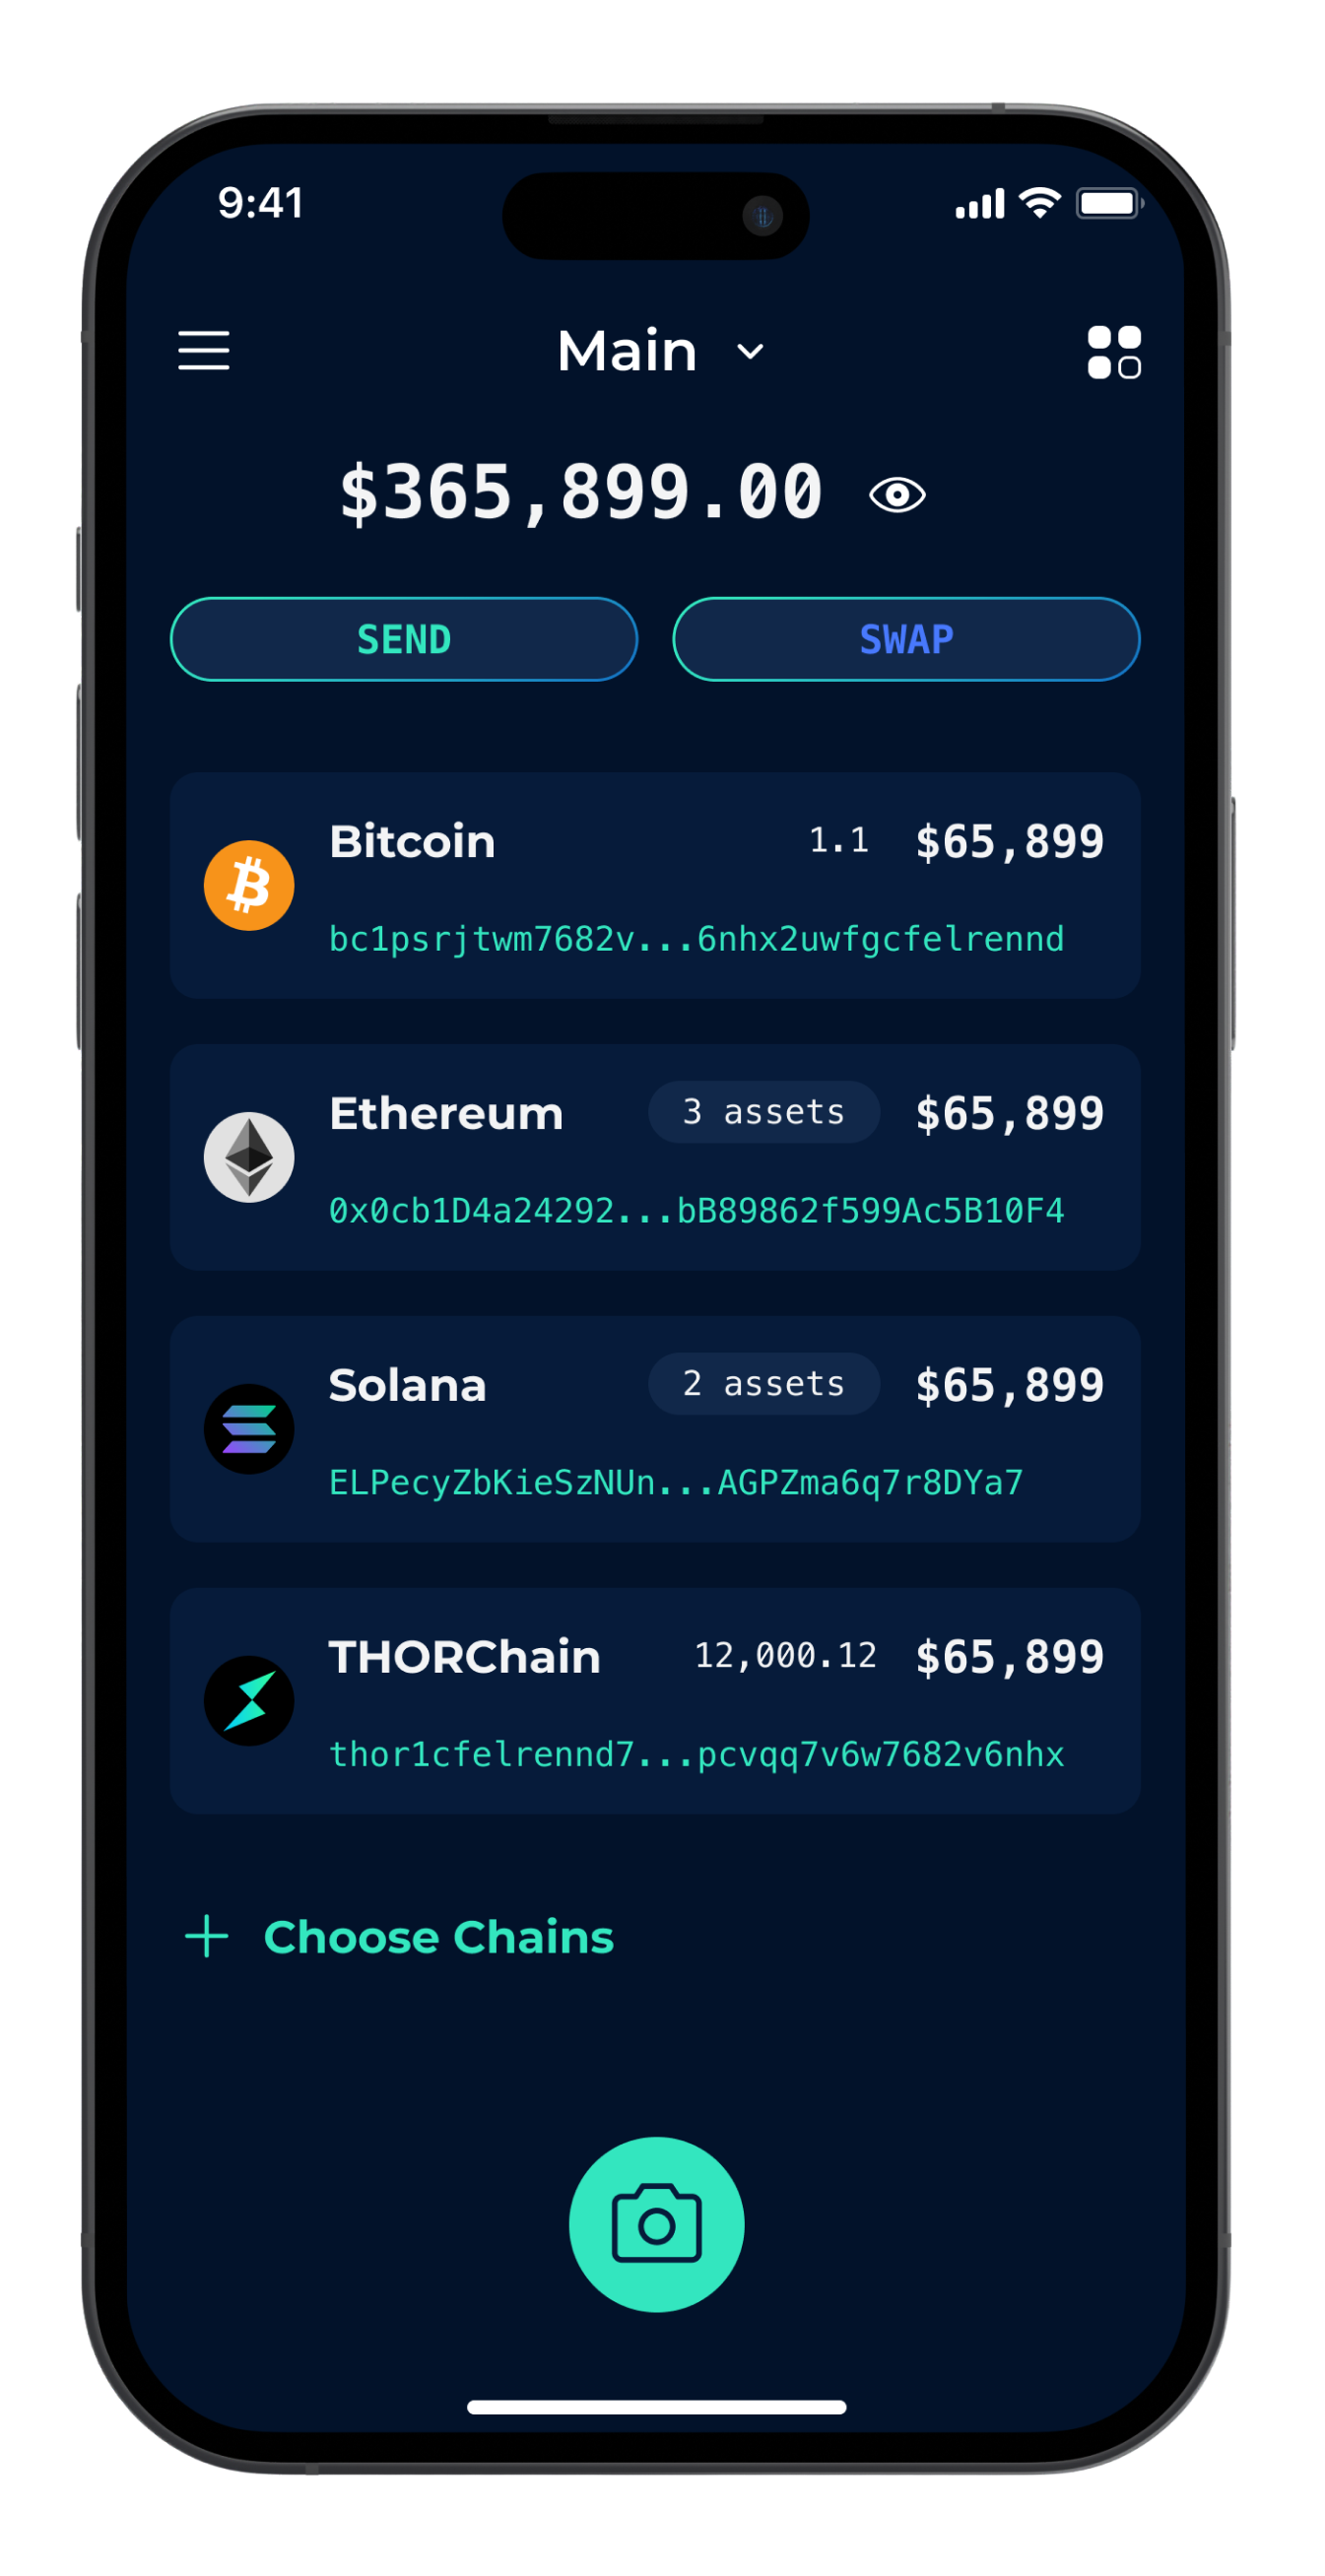 9:41
Main
$365,899.00
SEND SWAP
Bitcoin 1.1 $65,899
bc1psrjtwm7682v...6nhx2uwfgcfelrennd
Ethereum 3 assets $65,899
0x0cb1D4a24292...bB89862f599Ac5B10F4
Solana 2 assets $65,899
ELPecyZbKieSzNUn...AGPZma6q7r8DYa7
THORChain 12,000.12 $65,899
thor1cfelrennd7...pcvqq7v6w7682v6nhx
Choose Chains